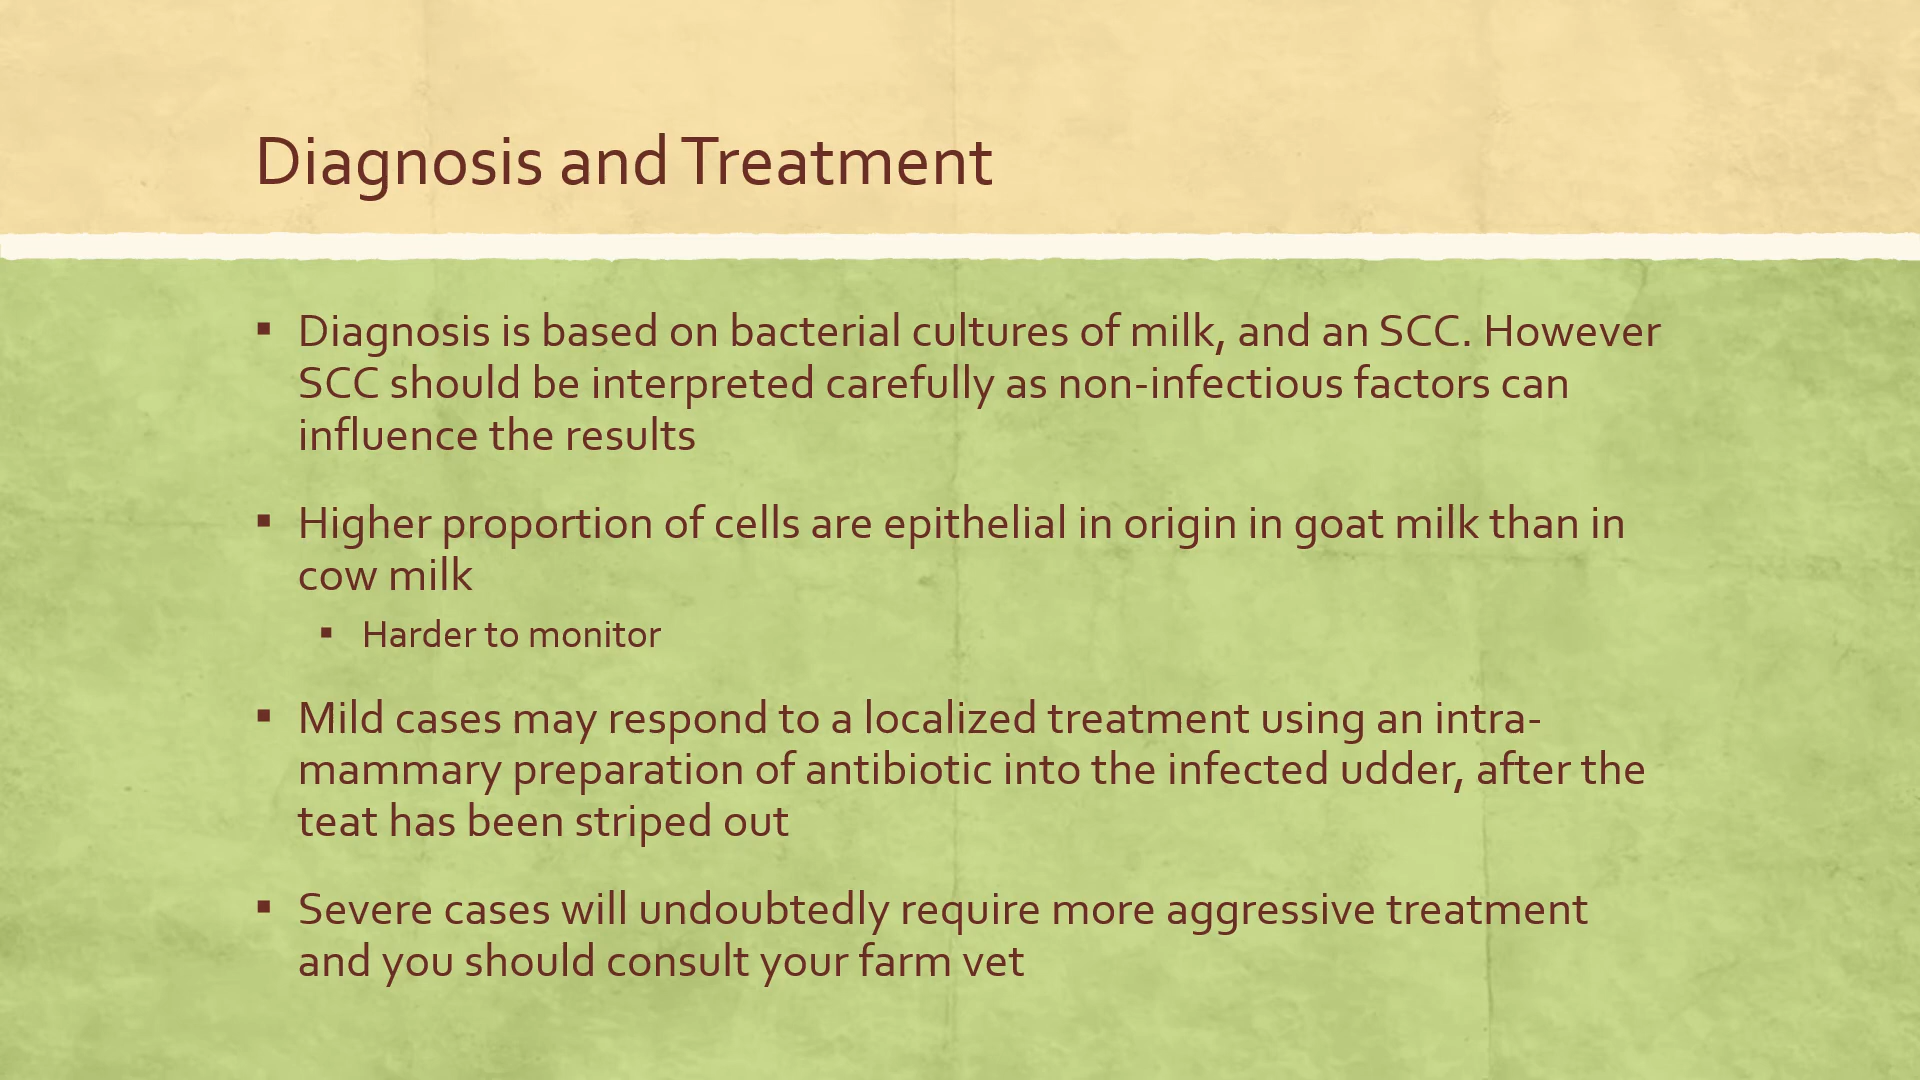 Diagnosis and Treatment
▪ Diagnosis is based on bacterial cultures of milk, and an SCC. However
SCC should be interpreted carefully as non-infectious factors can
influence the results
▪ Higher proportion of cells are epithelial in origin in goat milk than in
cow milk
▪ Harder to monitor
▪ Mild cases may respond to a localized treatment using an intra-
mammary preparation of antibiotic into the infected udder, after the
teat has been striped out
▪ Severe cases will undoubtedly require more aggressive treatment
and you should consult your farm vet